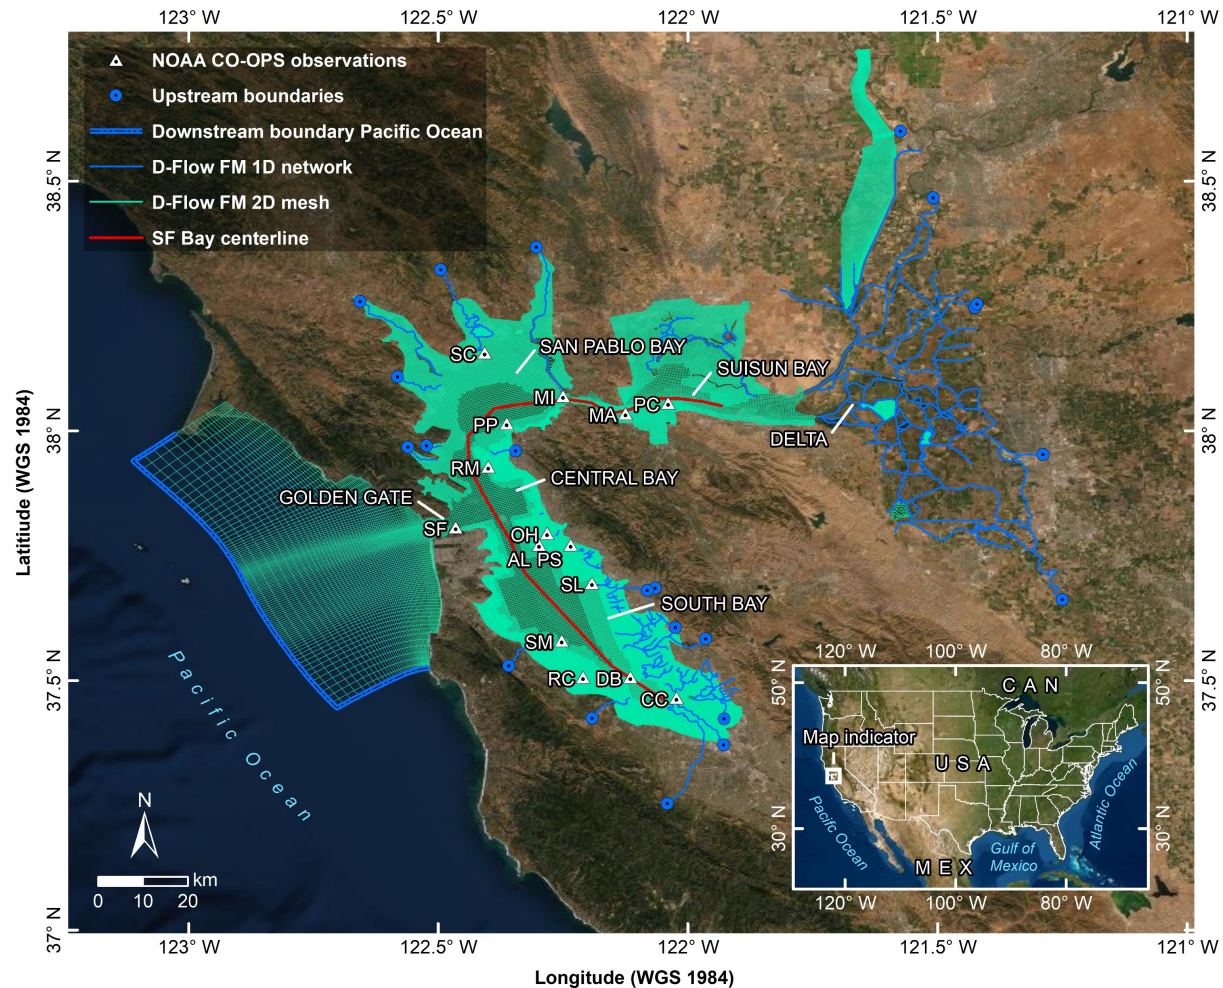 123° W
122.5° W
122° W
121.5° W
121° W
NOAA CO-OPS observations
Upstream boundaries
Downstream boundary Pacific Ocean
D-Flow FM 1D network
D-Flow FM 2D mesh
SF Bay centerline
38.5° N
38.5° N
SC
SAN PABLO BAY
SUISUN BAY
MI
MA
PC
PP
DELTA
38° N
38° N
RM
CENTRAL BAY
GOLDEN GATE
SF
OH
AL PS
SL
SOUTH BAY
SM
RC
DB
CC
37.5° N
37.5° N
Latitude (WGS 1984)
Pacific Ocean
120° W
100° W
80° W
50° N
50° N
CAN
Map indicator
USA
Pacifc Ocean
Atlantic Ocean
Gulf of
Mexico
MEX
30° N
30° N
120° W
100° W
80° W
N
km
0
10
20
37° N
37° N
123° W
122.5° W
122° W
121.5° W
121° W
Longitude (WGS 1984)